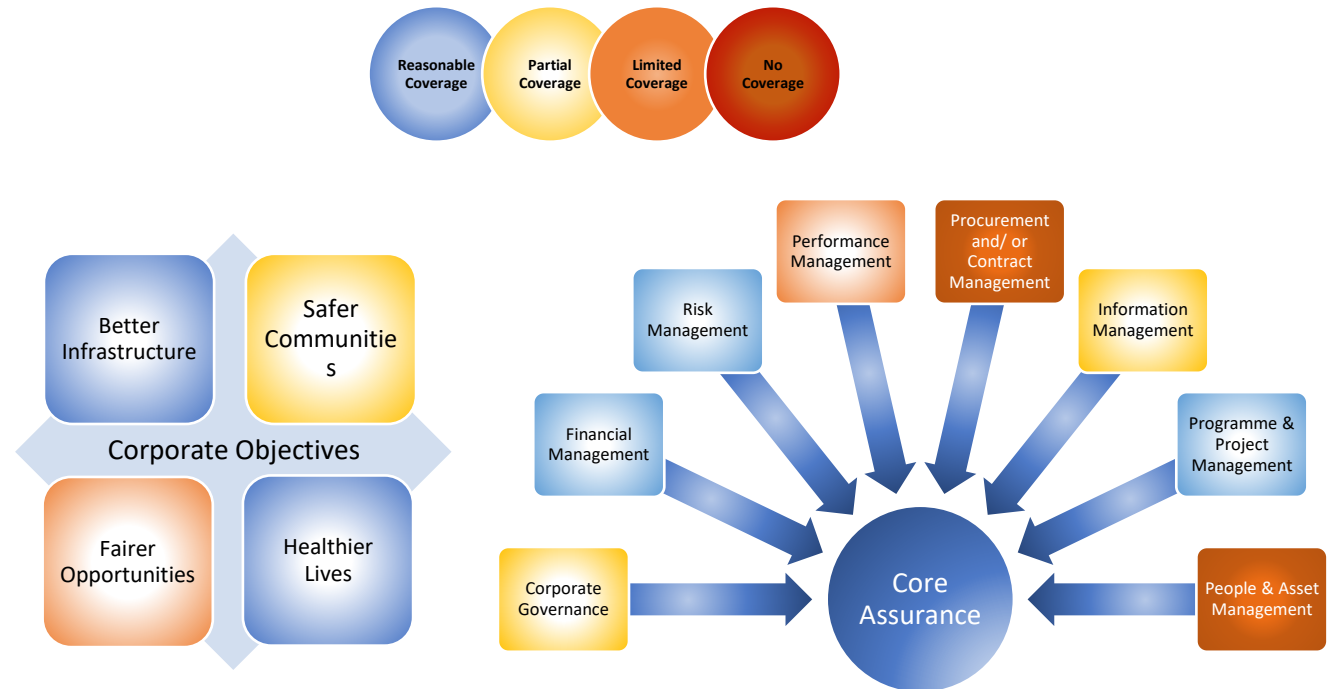 Reasonable
Coverage
Partial
Coverage
Limited
Coverage
No
Coverage
Better
Infrastructure
Safer
Communitie
s
Corporate Objectives
Fairer
Opportunities
Healthier
Lives
Corporate
Governance
Financial
Management
Risk
Management
Performance
Management
Procurement
and/ or
Contract
Management
Information
Management
Programme &
Project
Management
People & Asset
Management
Core
Assurance